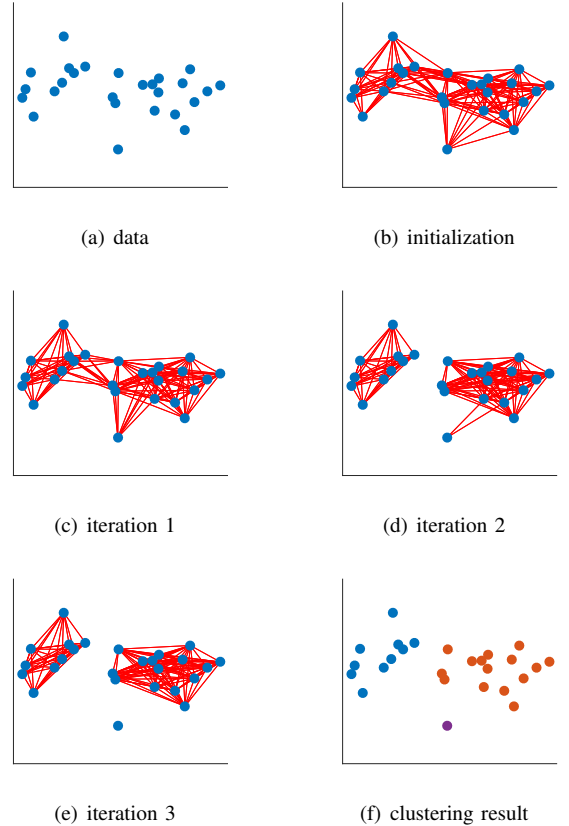 (a) data
(b) initialization
(c) iteration 1
(d) iteration 2
(e) iteration 3
(f) clustering result